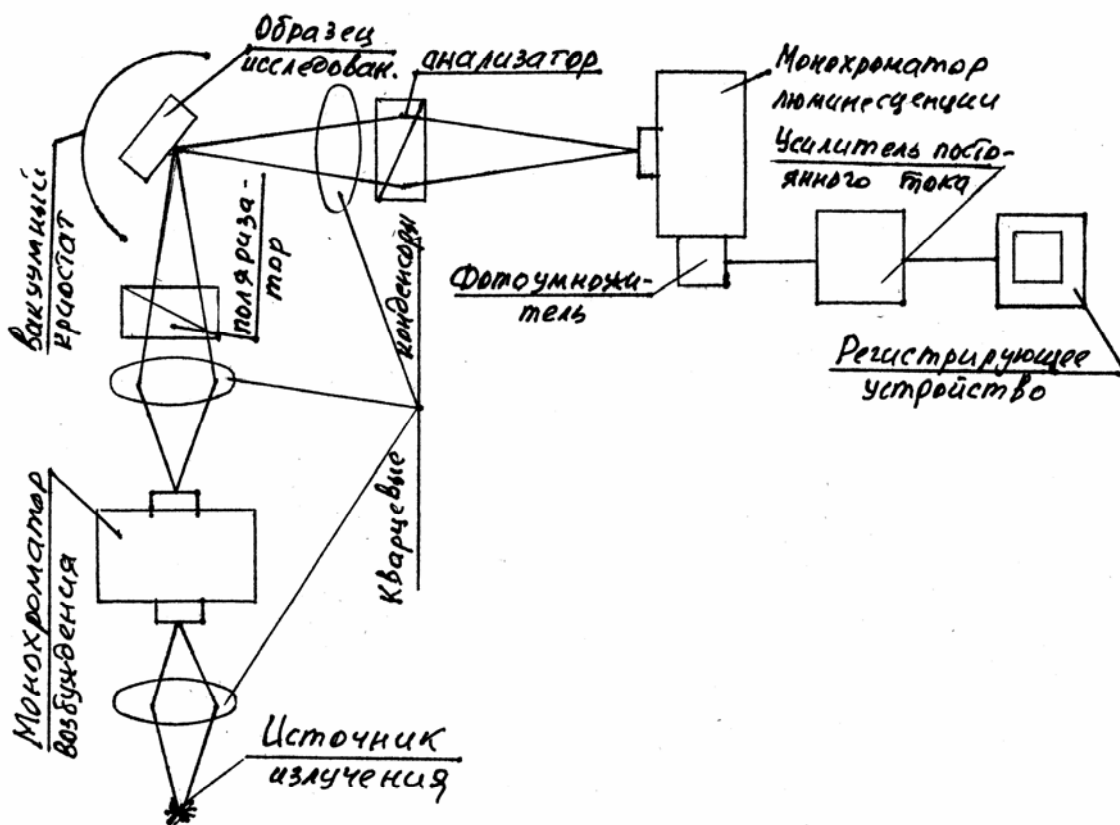 Образец
исследован.
анализатор
Монохроматор
люминесценции
Усилитель посто-
янного тока
вакуумный
криостат
поляриза-
тор
Фотоумножи-
тель
Регистрирующее
устройство
Кварцевые конденсоры
Монохроматор
возбуждения
Источник
излучения